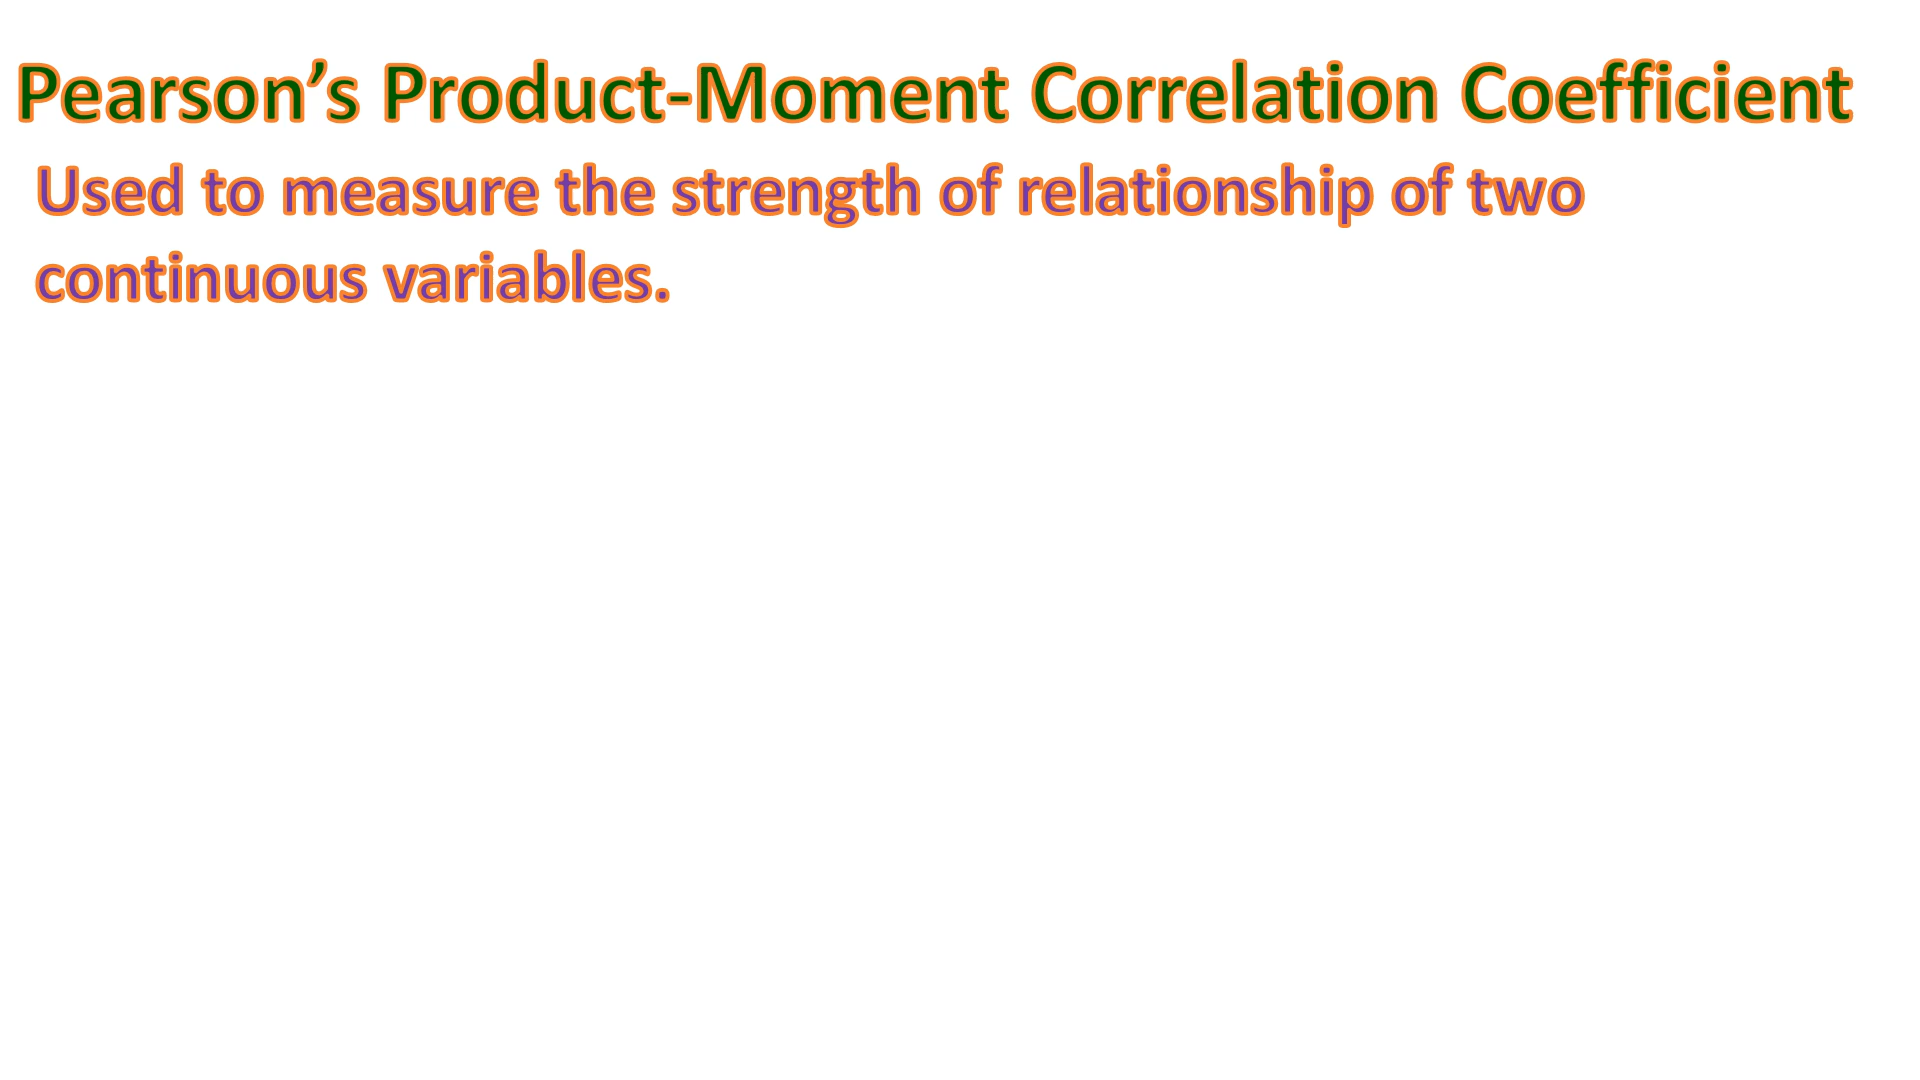 Pearson’s Product-Moment Correlation Coefficient
Used to measure the strength of relationship of two
continuous variables.